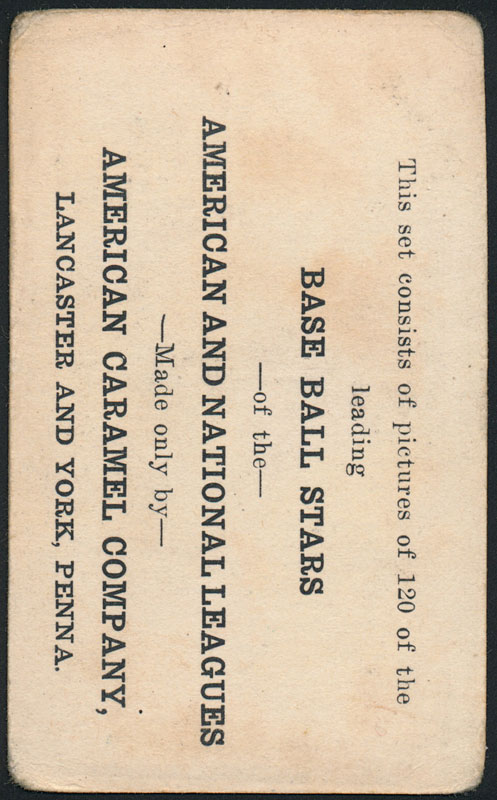 This set consists of pictures of 120 of the
leading
BASE BALL STARS
—of the—
AMERICAN AND NATIONAL LEAGUES
—Made only by—
AMERICAN CARAMEL COMPANY,
LANCASTER AND YORK, PENNA.